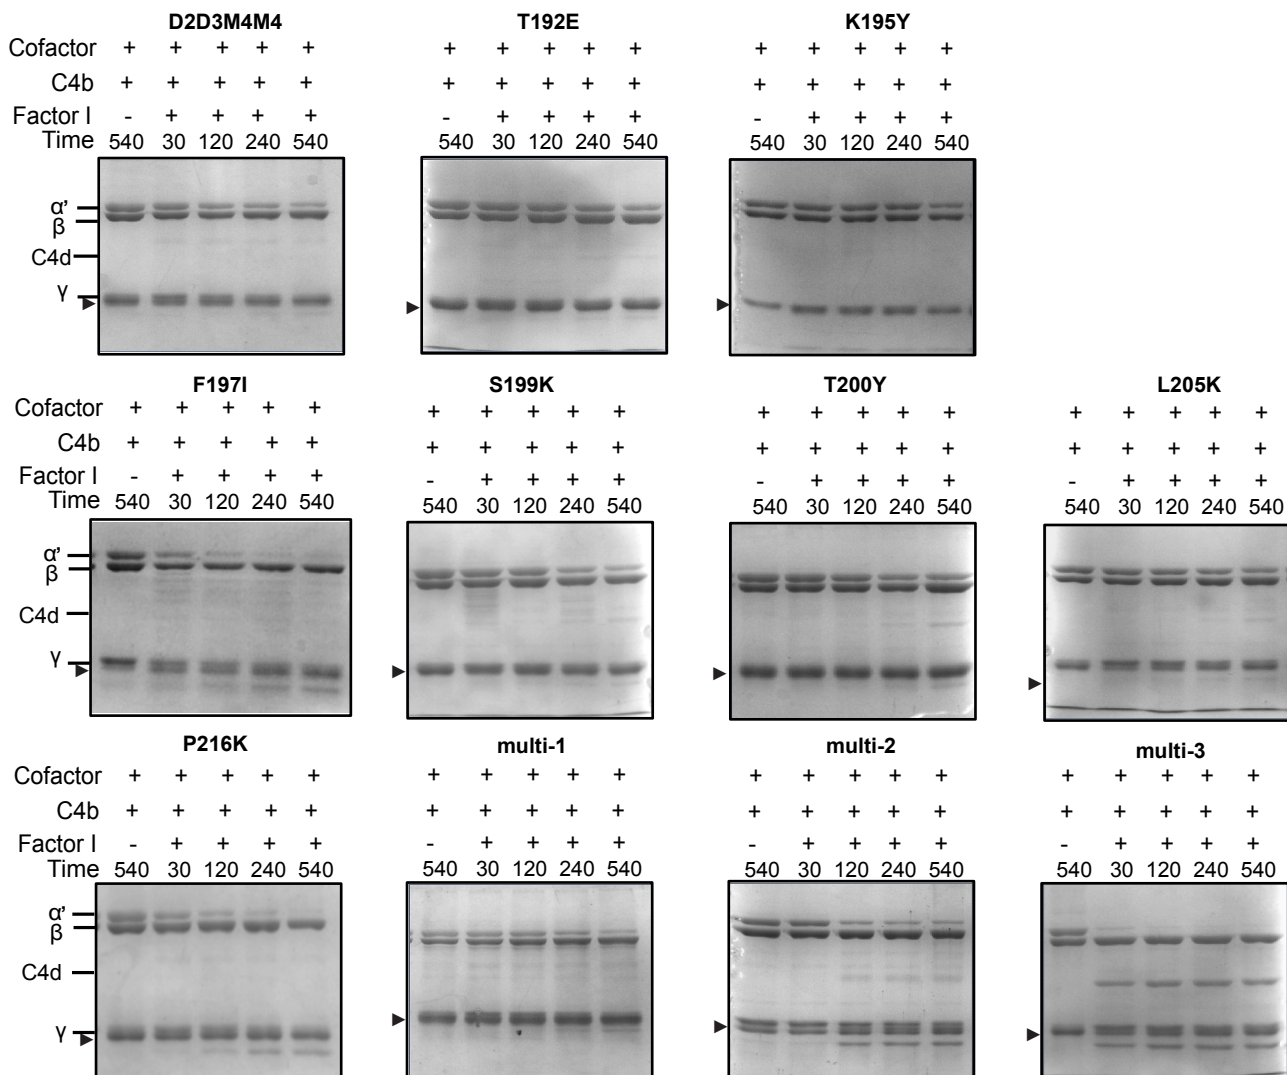 D2D3M4M4 T192E K195Y
Cofactor + + + + + + + + + + + + + + +
C4b + + + + + + + + + + + + + + +
Factor I - + + + + - + + + + - + + + +
Time 540 30 120 240 540 540 30 120 240 540 540 30 120 240 540
α'
β
C4d
γ
F197I S199K T200Y L205K
Cofactor + + + + + + + + + + + + + + + + + + + +
C4b + + + + + + + + + + + + + + + + + + + +
Factor I - + + + + - + + + + - + + + + - + + + +
Time 540 30 120 240 540 540 30 120 240 540 540 30 120 240 540 540 30 120 240 540
α'
β
C4d
γ
P216K multi-1 multi-2 multi-3
Cofactor + + + + + + + + + + + + + + + + + + + +
C4b + + + + + + + + + + + + + + + + + + + +
Factor I - + + + + - + + + + - + + + + - + + + +
Time 540 30 120 240 540 540 30 120 240 540 540 30 120 240 540 540 30 120 240 540
α'
β
C4d
γ